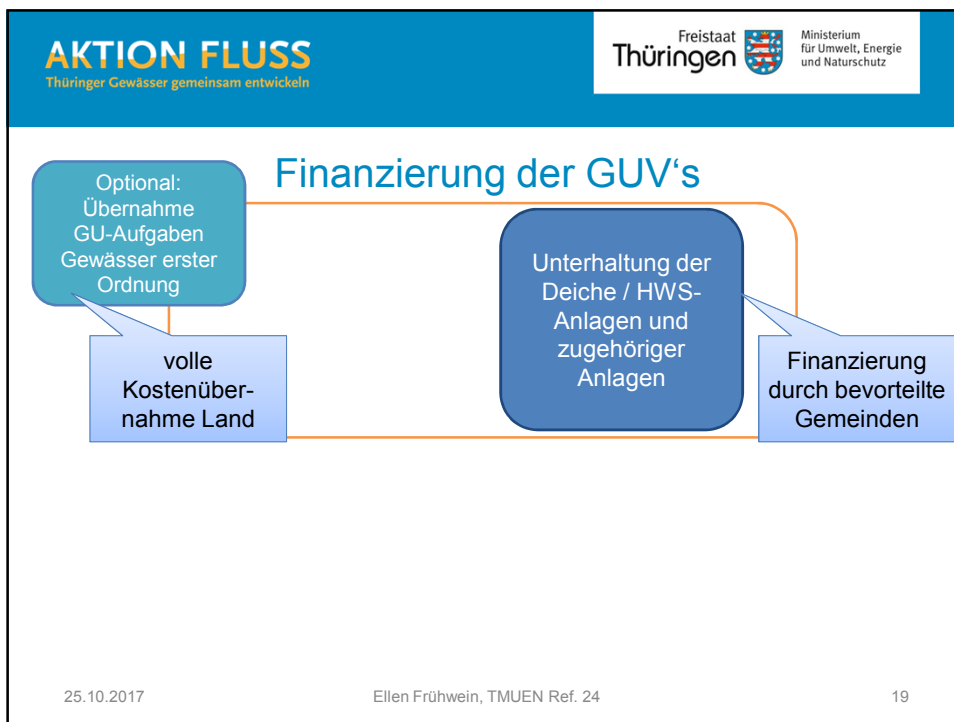 AKTION FLUSS
Thüringer Gewässer gemeinsam entwickeln
Freistaat
Thüringen
Ministerium
für Umwelt, Energie
und Naturschutz
Finanzierung der GUV‘s
Optional:
Übernahme
GU-Aufgaben
Gewässer erster
Ordnung
volle
Kostenüber-
nahme Land
Unterhaltung der
Deiche / HWS-
Anlagen und
zugehöriger
Anlagen
Finanzierung
durch bevorteilte
Gemeinden
25.10.2017
Ellen Frühwein, TMUEN Ref. 24
19